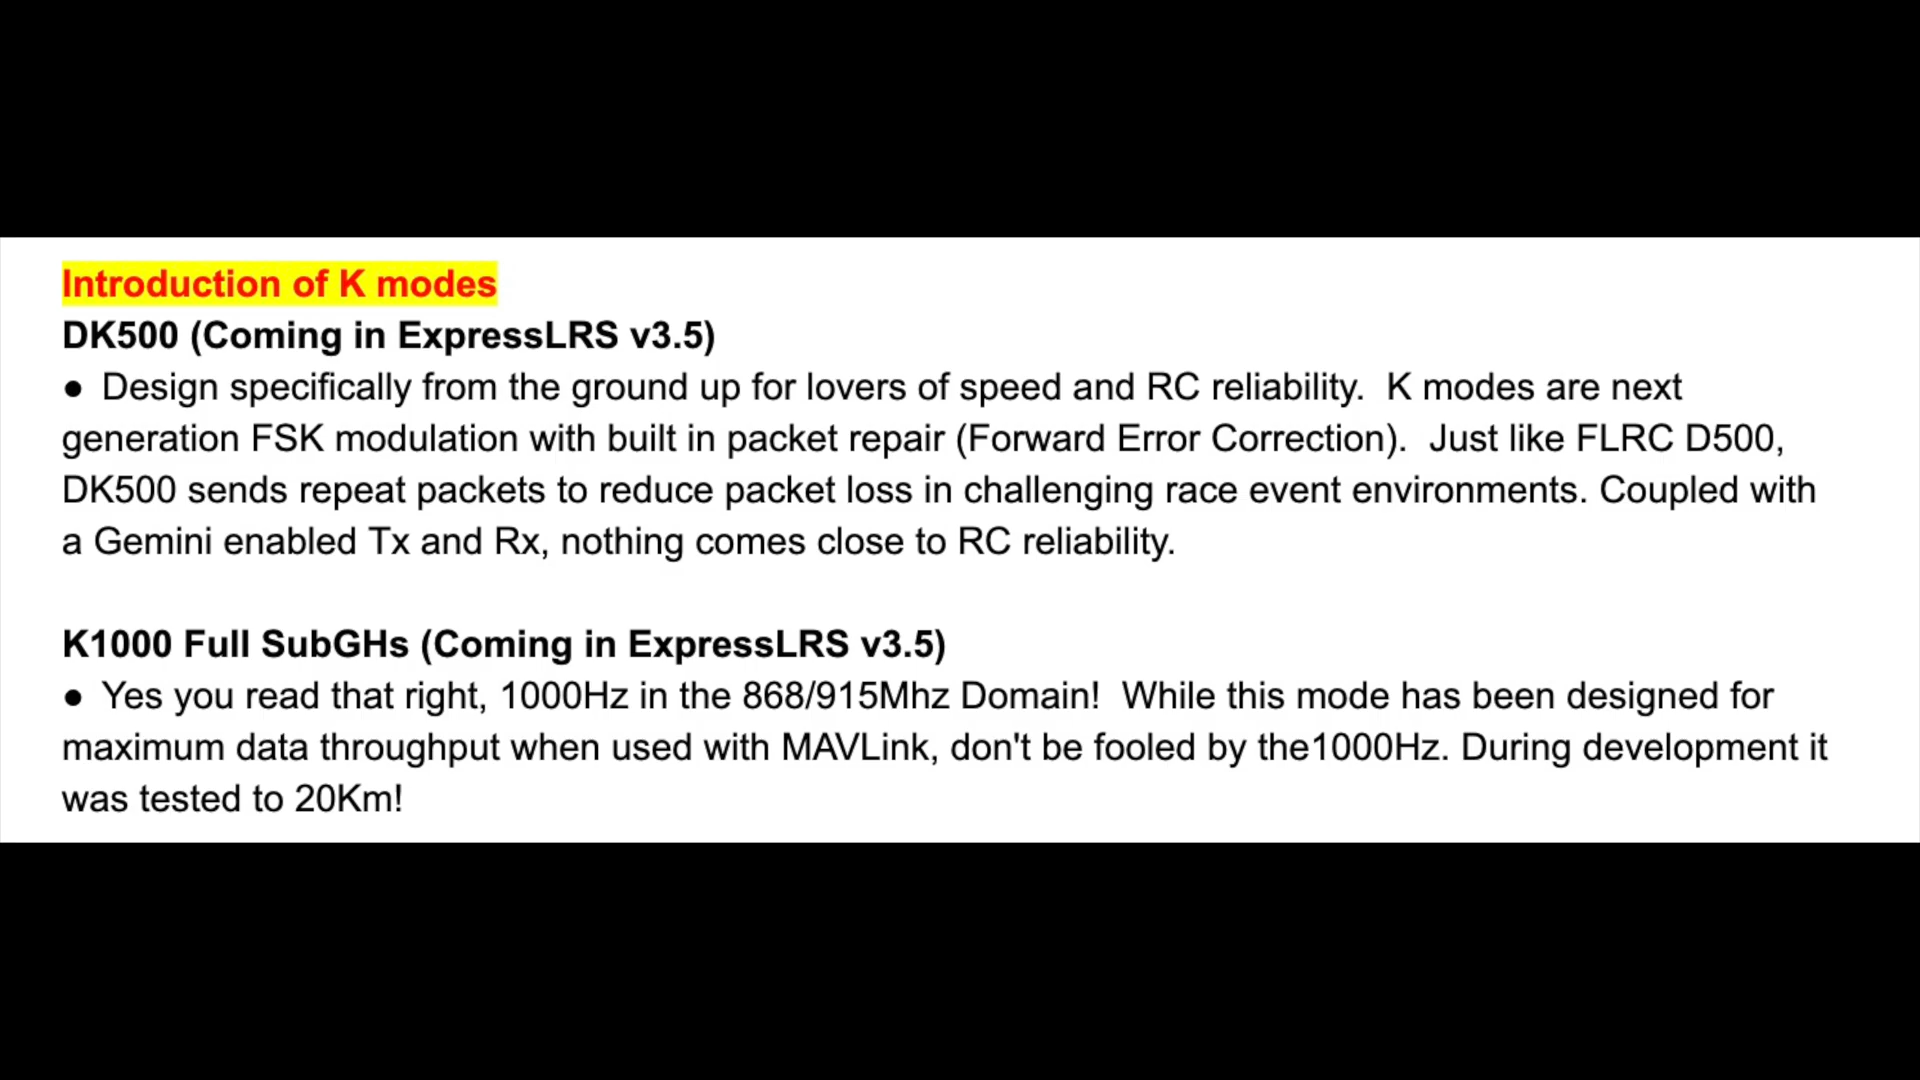 Introduction of K modes
DK500 (Coming in ExpressLRS v3.5)
● Design specifically from the ground up for lovers of speed and RC reliability.  K modes are next
generation FSK modulation with built in packet repair (Forward Error Correction).  Just like FLRC D500,
DK500 sends repeat packets to reduce packet loss in challenging race event environments. Coupled with
a Gemini enabled Tx and Rx, nothing comes close to RC reliability.
K1000 Full SubGHs (Coming in ExpressLRS v3.5)
● Yes you read that right, 1000Hz in the 868/915Mhz Domain!  While this mode has been designed for
maximum data throughput when used with MAVLink, don't be fooled by the1000Hz. During development it
was tested to 20Km!